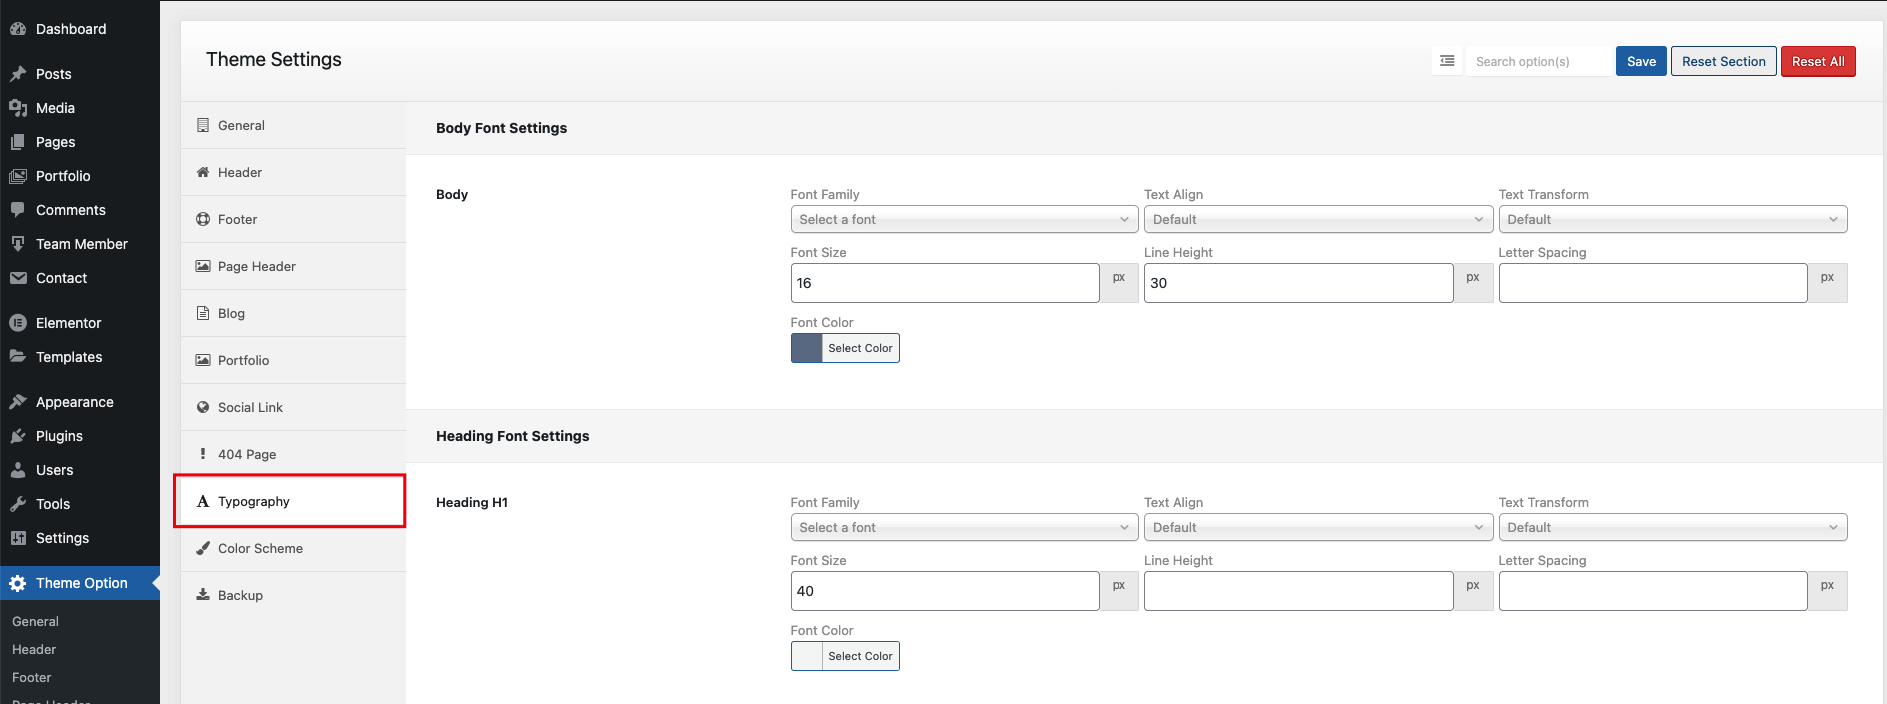 Dashboard
Posts
Media
Pages
Portfolio
Comments
Team Member
Contact
Elementor
Templates
Appearance
Plugins
Users
Tools
Settings
Theme Option
General
Header
Footer
Page Header
Theme Settings
Search option(s)
Save
Reset Section
Reset All
General
Header
Footer
Page Header
Blog
Portfolio
Social Link
404 Page
Typography
Color Scheme
Backup
Body Font Settings
Body
Font Family
Text Align
Text Transform
Select a font
Default
Default
Font Size
Line Height
Letter Spacing
16 px
30 px
px
Font Color
Select Color
Heading Font Settings
Heading H1
Font Family
Text Align
Text Transform
Select a font
Default
Default
Font Size
Line Height
Letter Spacing
40 px
px
px
Font Color
Select Color